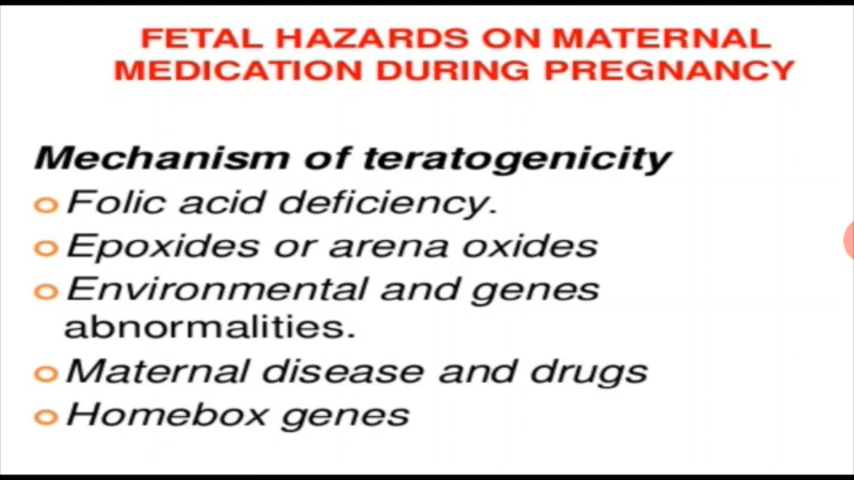 FETAL HAZARDS ON MATERNAL
MEDICATION DURING PREGNANCY
Mechanism of teratogenicity
Folic acid deficiency.
Epoxides or arena oxides
Environmental and genes
abnormalities.
Maternal disease and drugs
Homebox genes